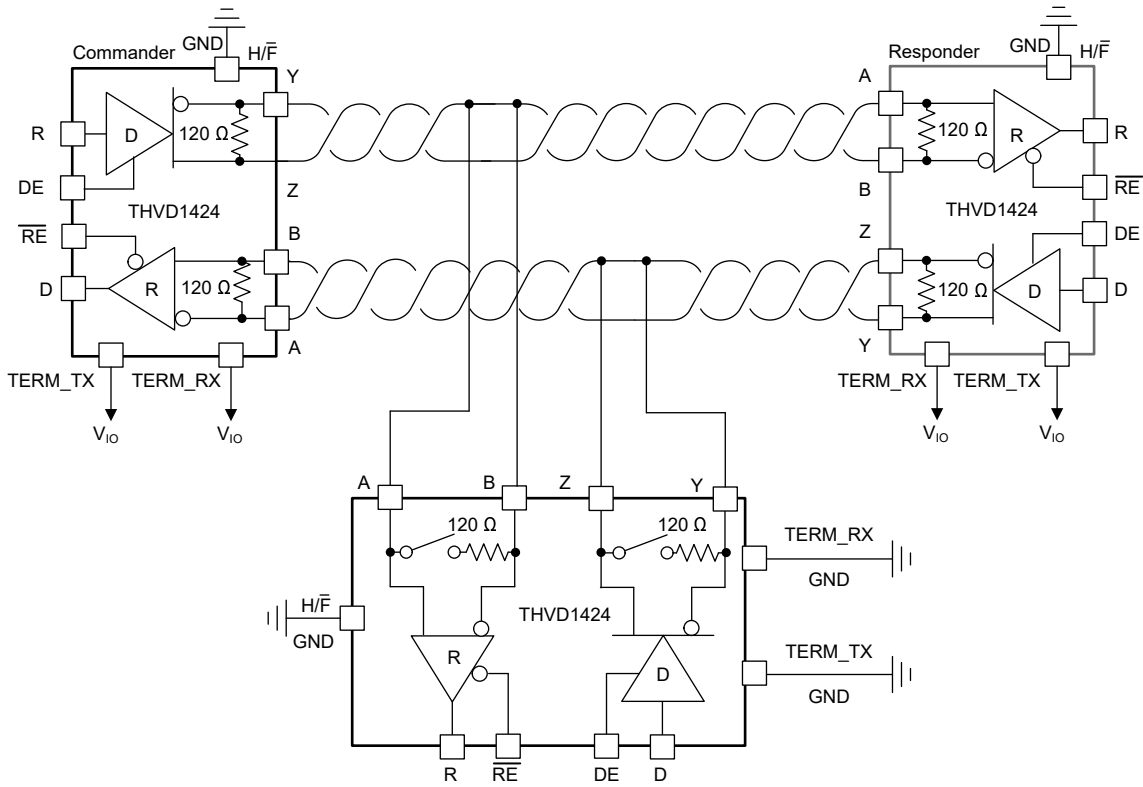 Commander
GND
H/F̅
Responder
GND
H/F̅
Y
A
R
D
120 Ω
120 Ω
R
R
DE
Z
B
RE̅
THVD1424
THVD1424
RE̅
B
Z
DE
D
R
120 Ω
120 Ω
D
D
A
Y
TERM_TX
TERM_RX
TERM_RX
TERM_TX
VIO
VIO
VIO
VIO
A
B
Z
Y
120 Ω
120 Ω
TERM_RX
GND
H/F̅
GND
THVD1424
R
D
TERM_TX
GND
R
RE̅
DE
D